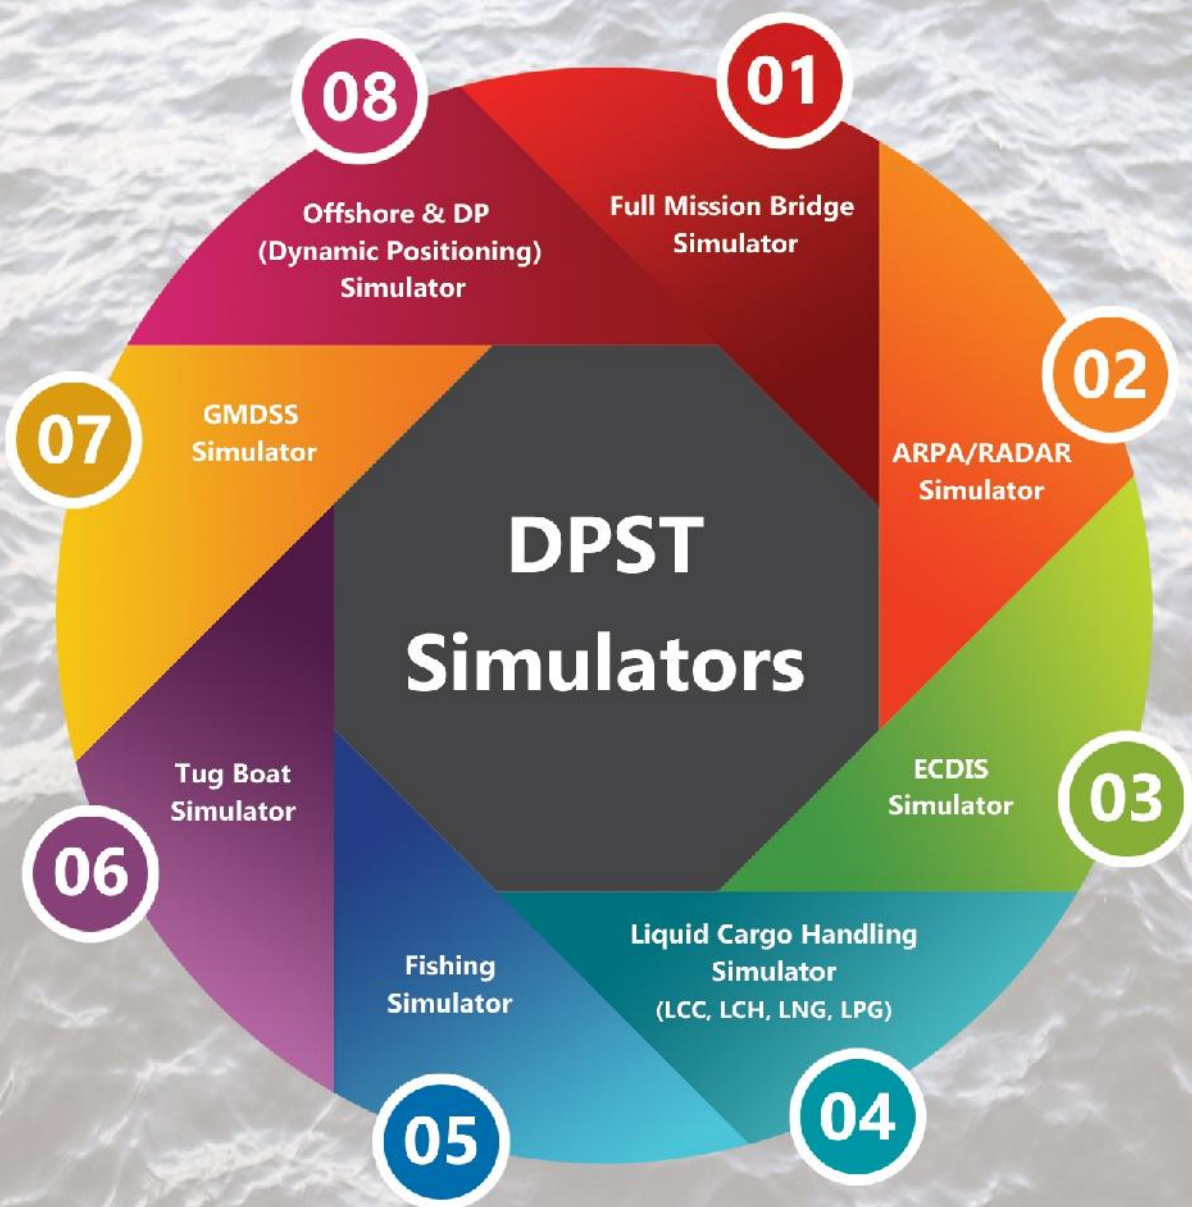 DPST
Simulators
01
Full Mission Bridge
Simulator
02
ARPA/RADAR
Simulator
03
ECDIS
Simulator
04
Liquid Cargo Handling
Simulator
(LCC, LCH, LNG, LPG)
05
Fishing
Simulator
06
Tug Boat
Simulator
07
GMDSS
Simulator
08
Offshore & DP
(Dynamic Positioning)
Simulator